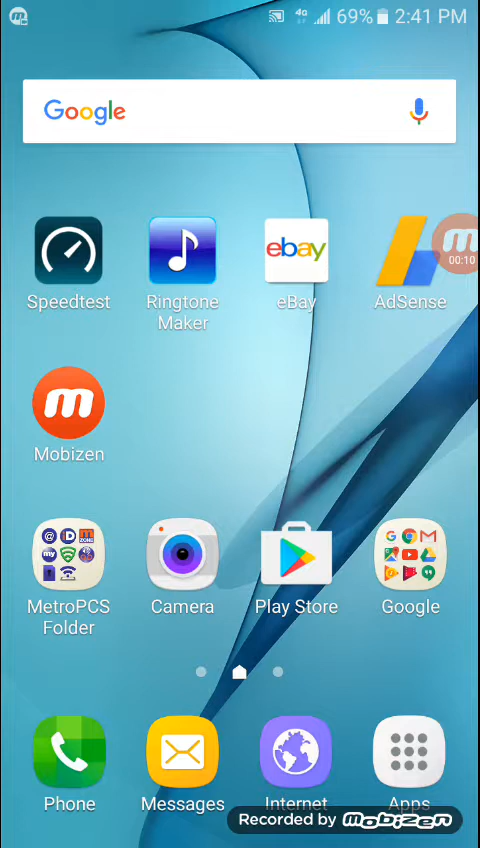 4G 69% 2:41 PM
Google
ebay
m
00:10
Speedtest
Ringtone
Maker
eBay
AdSense
m
Mobizen
MetroPCS
Folder
Camera
Play Store
Google
Phone
Messages
Internet
Apps
Recorded by mobizen